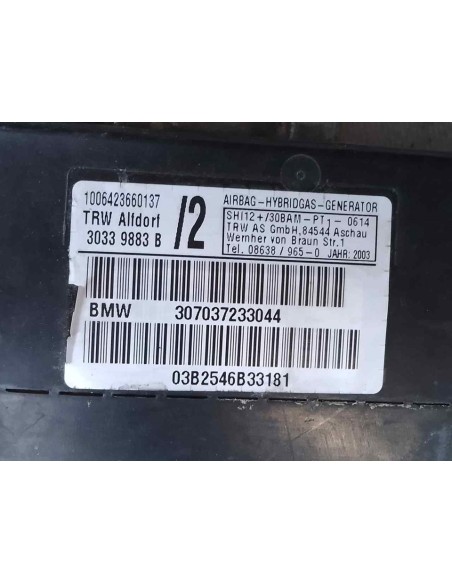 1006423660137
TRW Alfdorf
3033 9883 B
/2
AIRBAG-HYBRIDGAS-GENERATOR
SHI12+/30BAM-PT1-0614
TRW AS GmbH,84544 Aschau
Wernher von Braun Str.1
Tel. 08638 / 965-0 JAHR: 2003
BMW 307037233044
03B2546B33181